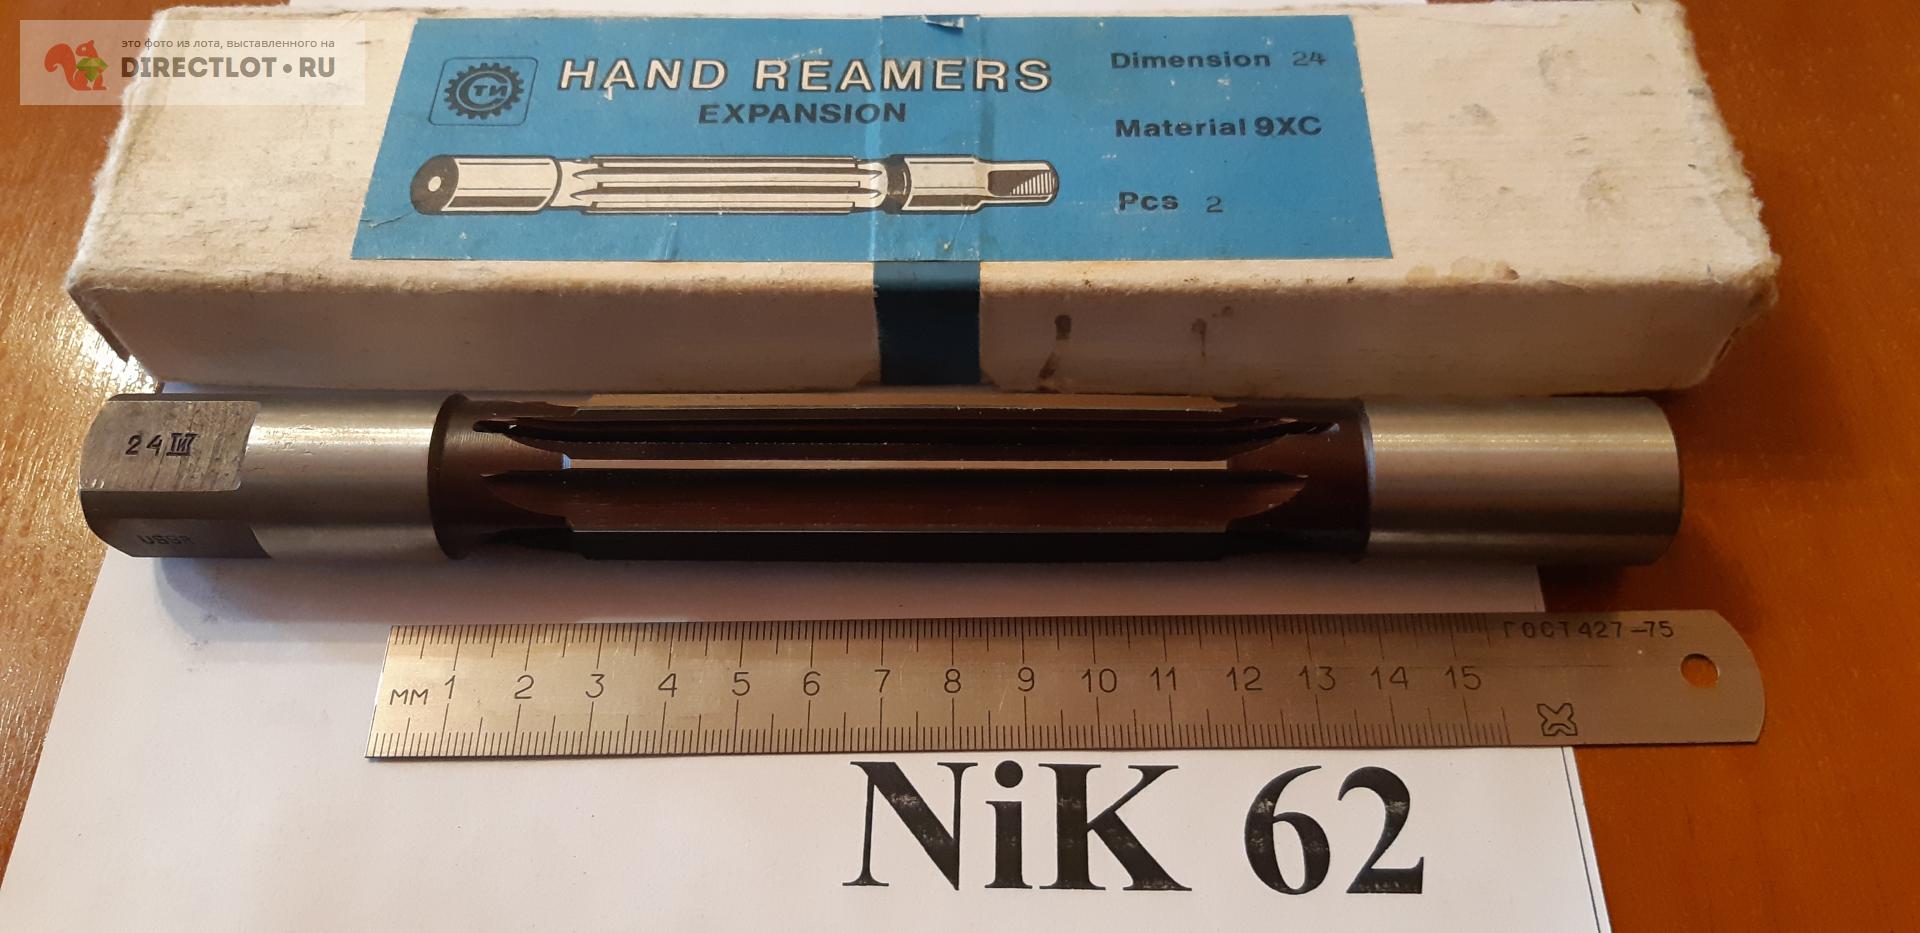 это фото из лота, выставленного на
DIRECTLOT•RU
ТИ
HAND REAMERS
EXPANSION
Dimension 24
Material 9XC
Pcs 2
24 ТИ
USSR
ГОСТ 427-75
мм 1 2 3 4 5 6 7 8 9 10 11 12 13 14 15
NiK 62